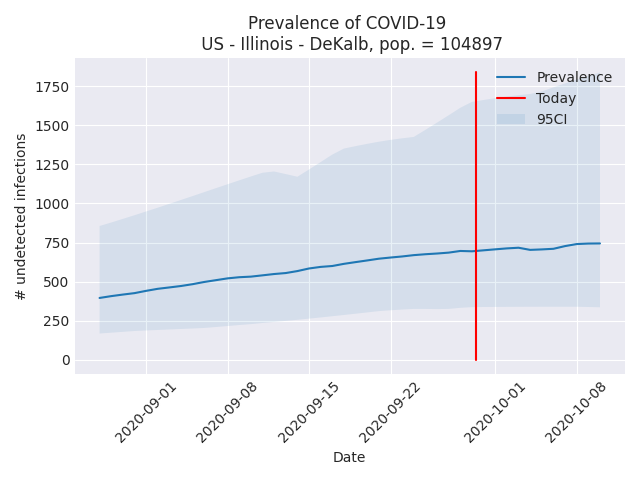 Prevalence of COVID-19
US - Illinois - DeKalb, pop. = 104897
Prevalence
Today
95CI
# undetected infections
1750
1500
1250
1000
750
500
250
0
2020-09-01
2020-09-08
2020-09-15
2020-09-22
2020-10-01
2020-10-08
Date